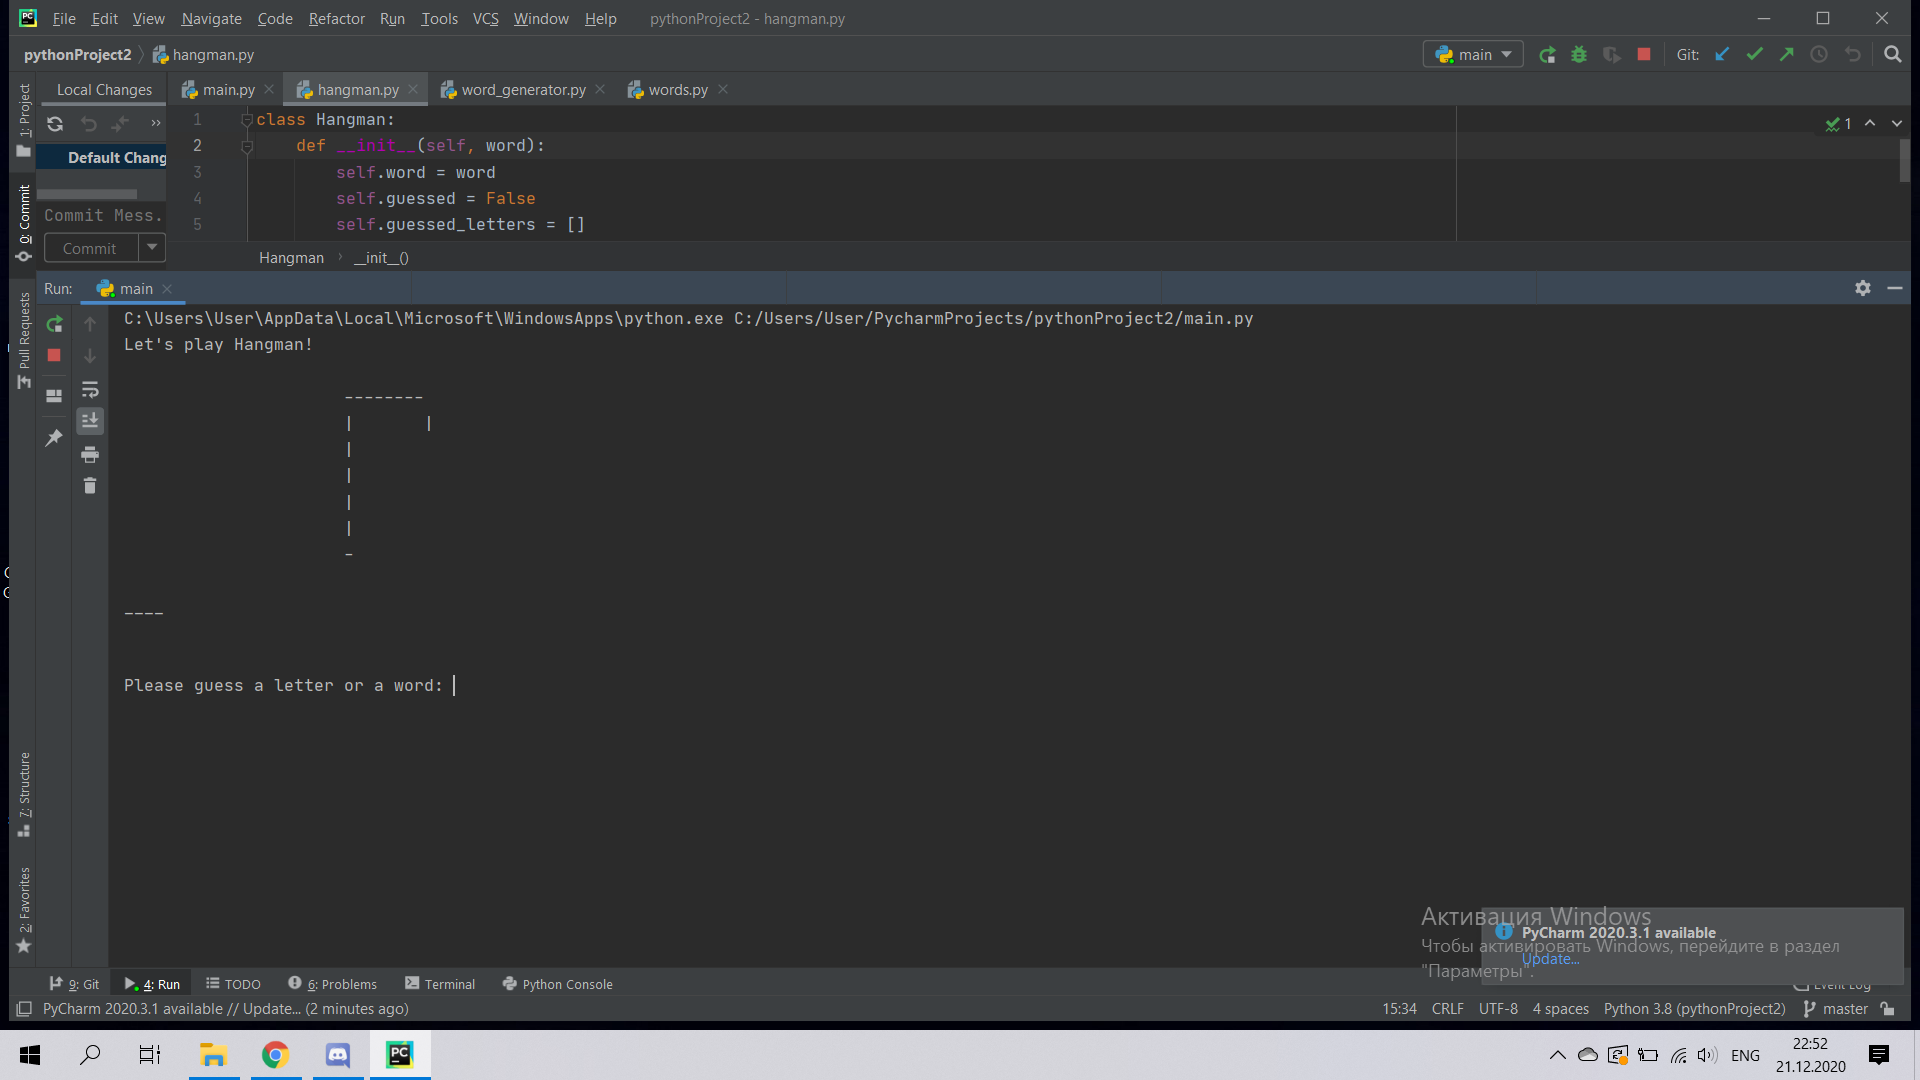 File Edit View Navigate Code Refactor Run Tools VCS Window Help pythonProject2 - hangman.py
pythonProject2 hangman.py main Git:
Local Changes main.py hangman.py word_generator.py words.py
1: Project
Default Chang
Commit Mess.
Commit
0: Commit
Pull Requests
7: Structure
2: Favorites
1 class Hangman:
2 def __init__(self, word):
3 self.word = word
4 self.guessed = False
5 self.guessed_letters = []
1
Hangman __init__()
Run: main
C:\Users\User\AppData\Local\Microsoft\WindowsApps\python.exe C:/Users/User/PycharmProjects/pythonProject2/main.py
Let's play Hangman!
--------
| |
|
|
|
|
-
____
Please guess a letter or a word:
Активация Windows
Чтобы активировать Windows, перейдите в раздел
"Параметры".
PyCharm 2020.3.1 available
Update...
9: Git 4: Run TODO 6: Problems Terminal Python Console Event Log
PyCharm 2020.3.1 available // Update... (2 minutes ago) 15:34 CRLF UTF-8 4 spaces Python 3.8 (pythonProject2) master
ENG 22:52
21.12.2020